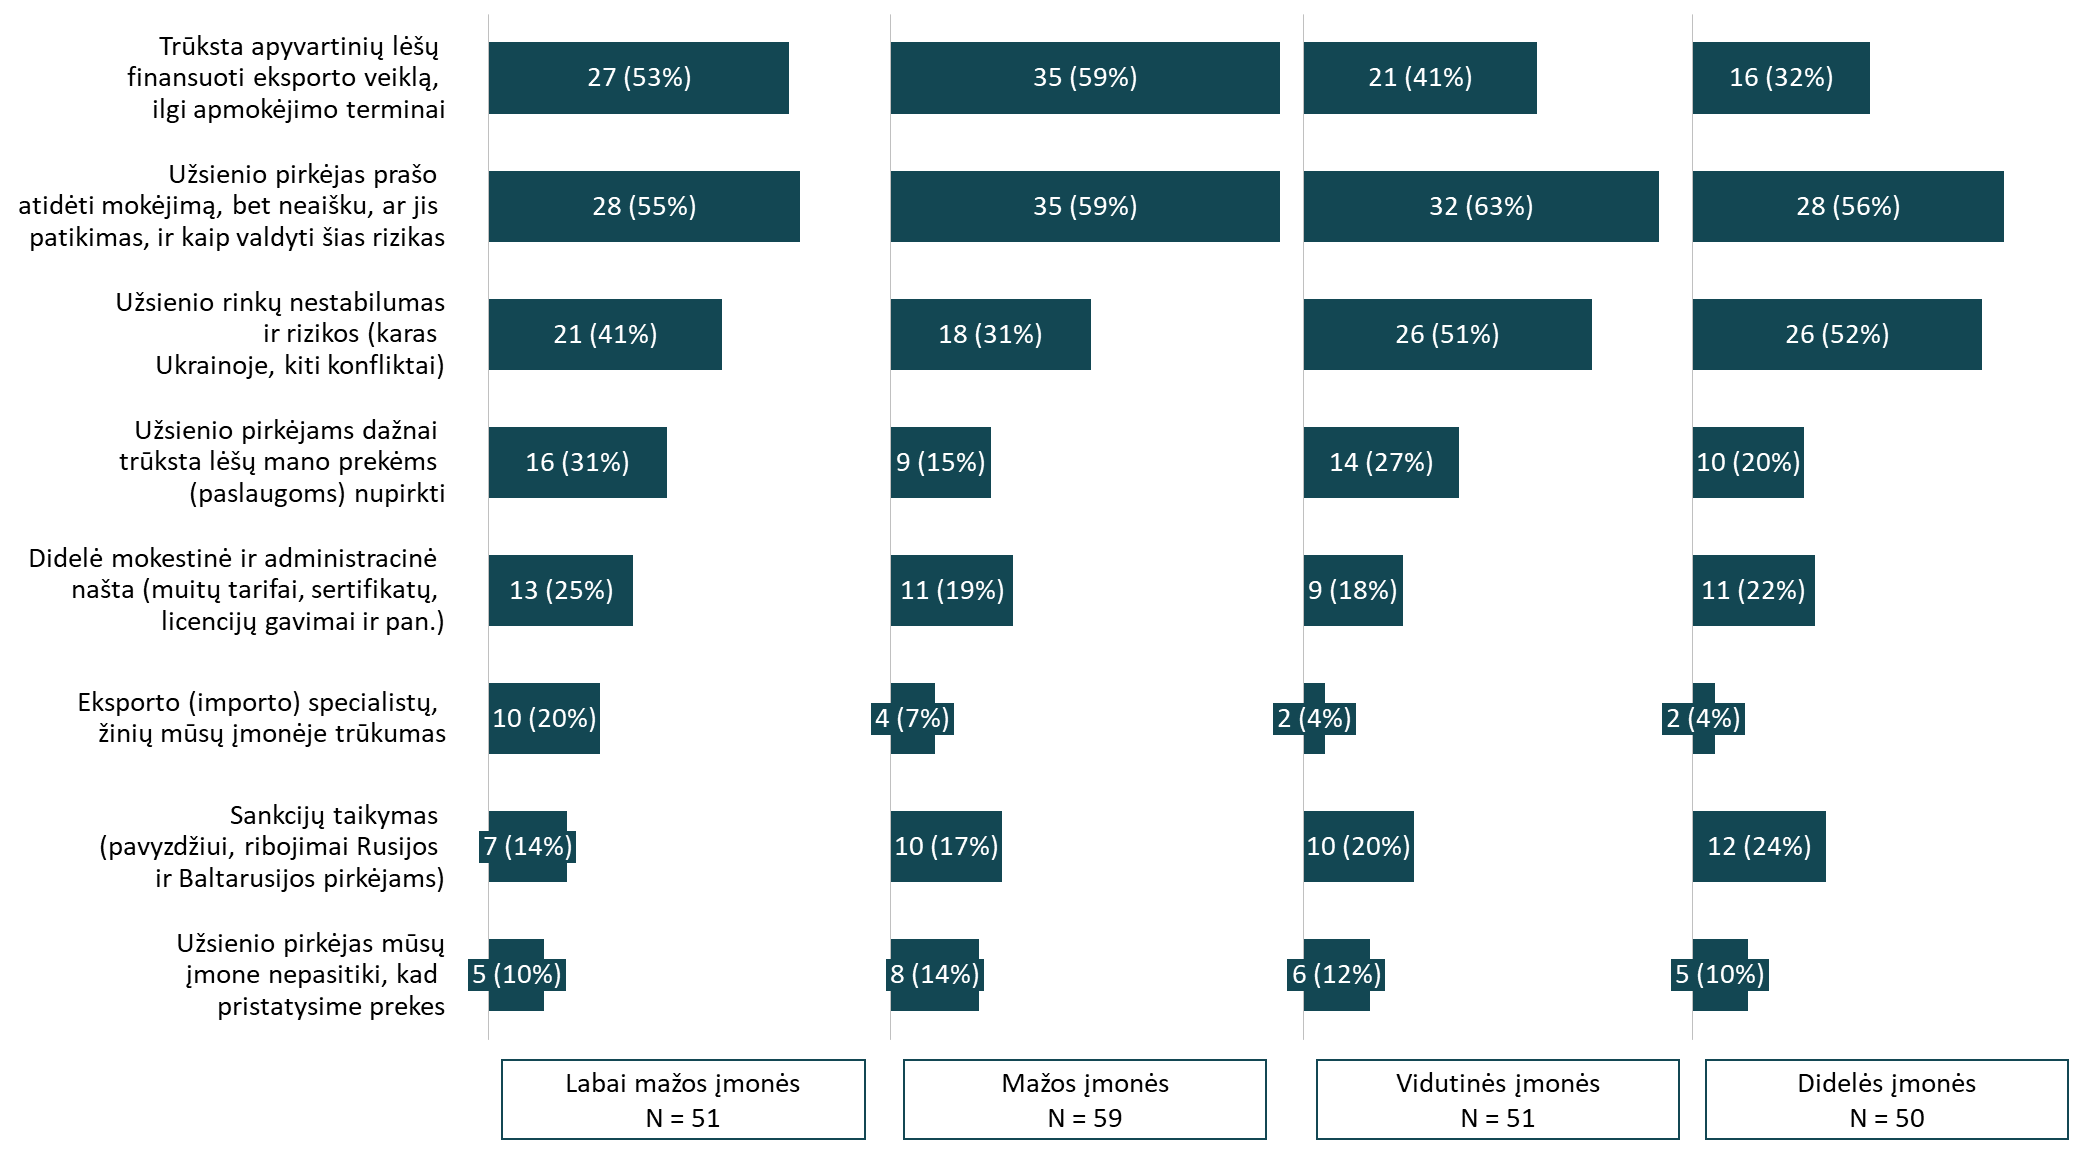 Trūksta apyvartinių lėšų
finansuoti eksporto veiklą,
ilgi apmokėjimo terminai
27 (53%)
35 (59%)
21 (41%)
16 (32%)
Užsienio pirkėjas prašo
atidėti mokėjimą, bet neaišku, ar jis
patikimas, ir kaip valdyti šias rizikas
28 (55%)
35 (59%)
32 (63%)
28 (56%)
Užsienio rinkų nestabilumas
ir rizikos (karas
Ukrainoje, kiti konfliktai)
21 (41%)
18 (31%)
26 (51%)
26 (52%)
Užsienio pirkėjams dažnai
trūksta lėšų mano prekėms
(paslaugoms) nupirkti
16 (31%)
9 (15%)
14 (27%)
10 (20%)
Didelė mokestinė ir administracinė
našta (muitų tarifai, sertifikatų,
licencijų gavimai ir pan.)
13 (25%)
11 (19%)
9 (18%)
11 (22%)
Eksporto (importo) specialistų,
žinių mūsų įmonėje trūkumas
10 (20%)
4 (7%)
2 (4%)
2 (4%)
Sankcijų taikymas
(pavyzdžiui, ribojimai Rusijos
ir Baltarusijos pirkėjams)
7 (14%)
10 (17%)
10 (20%)
12 (24%)
Užsienio pirkėjas mūsų
įmone nepasitiki, kad
pristatysime prekes
5 (10%)
8 (14%)
6 (12%)
5 (10%)
Labai mažos įmonės
N = 51
Mažos įmonės
N = 59
Vidutinės įmonės
N = 51
Didelės įmonės
N = 50